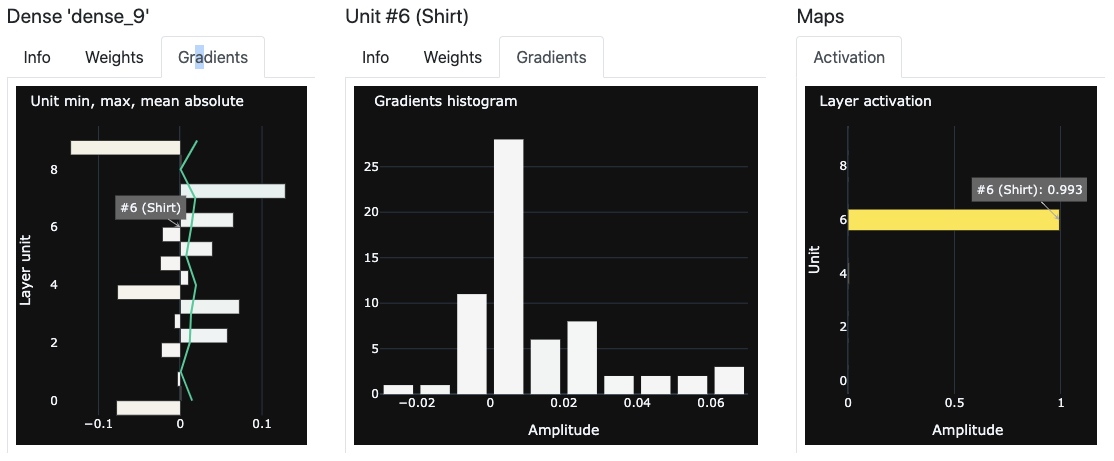 Dense 'dense_9'
Info Weights Gradients
Unit min, max, mean absolute
Layer unit
8
6
4
2
0
#6 (Shirt)
−0.1 0 0.1
Unit #6 (Shirt)
Info Weights Gradients
Gradients histogram
25
20
15
10
5
0
−0.02 0 0.02 0.04 0.06
Amplitude
Maps
Activation
Layer activation
Unit
8
6
4
2
0
#6 (Shirt): 0.993
0 0.5 1
Amplitude